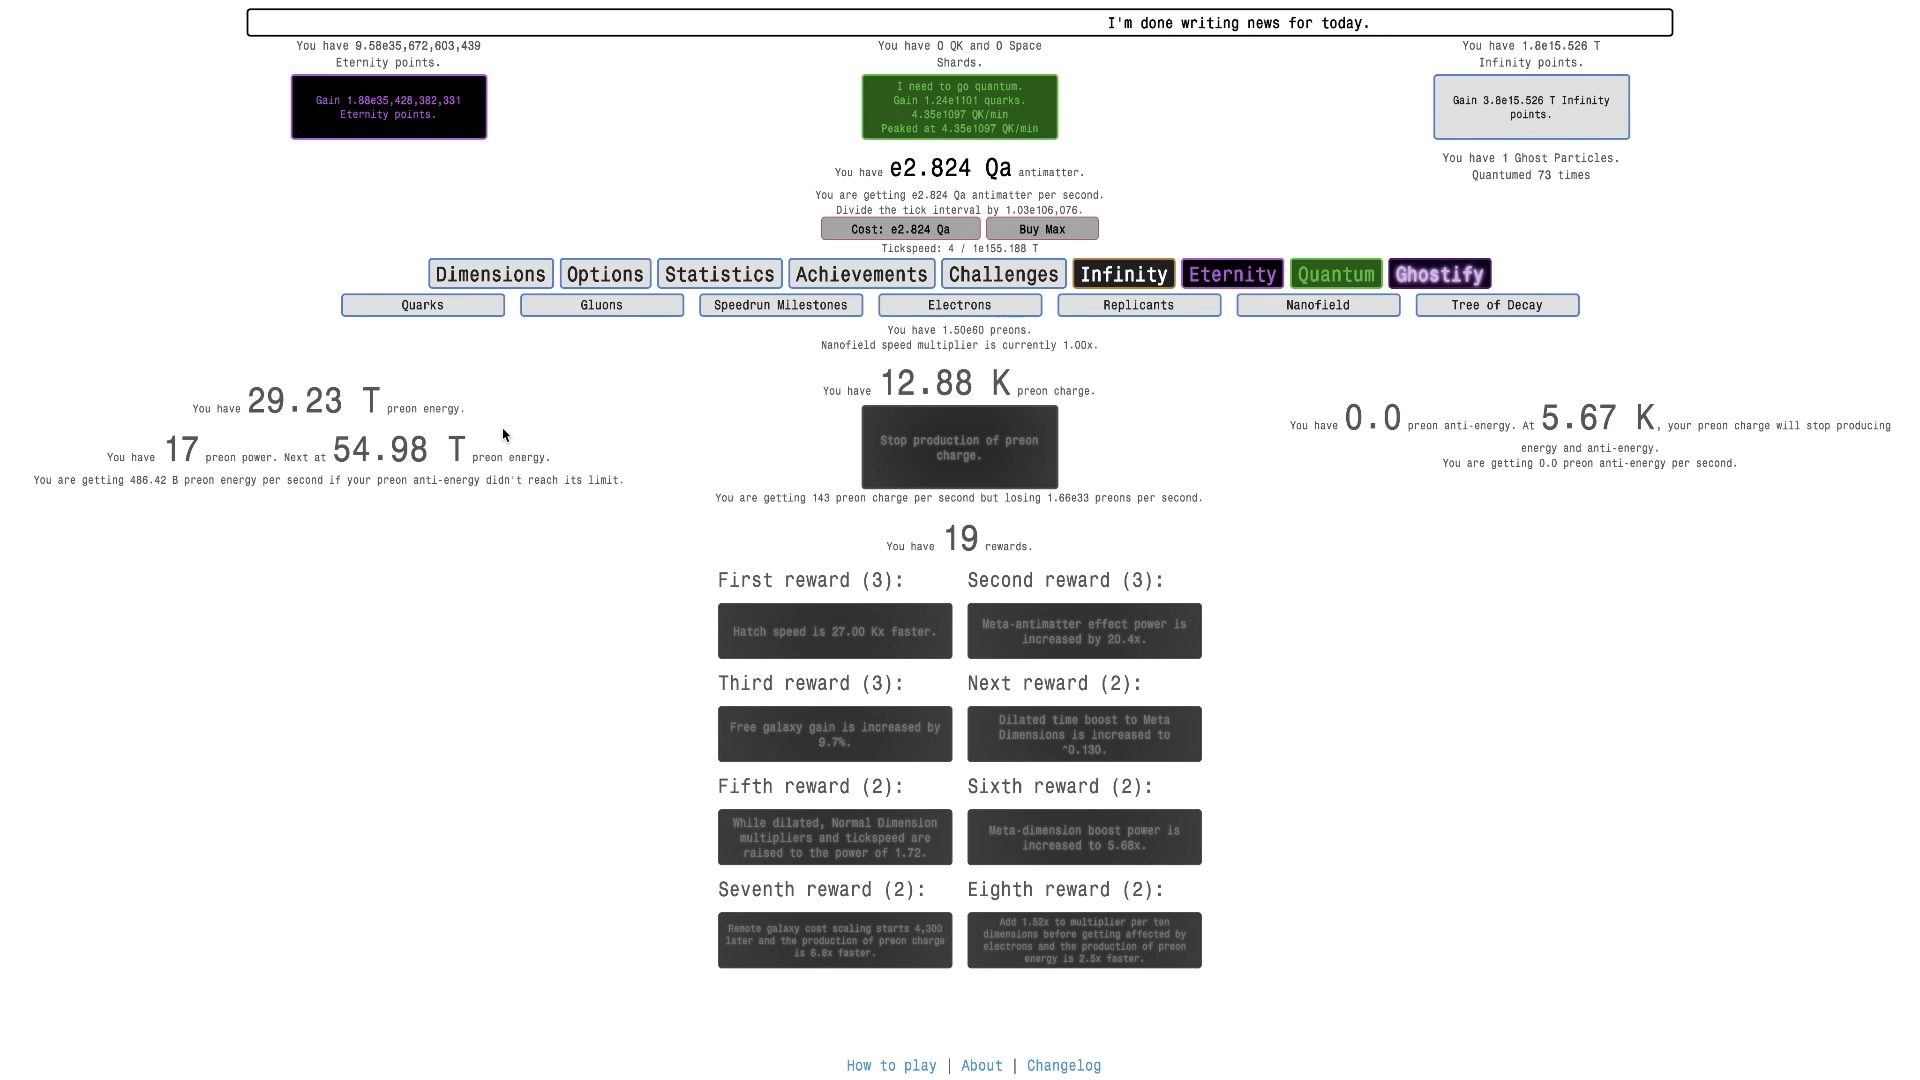 I'm done writing news for today.
You have 9.58e35,672,603,439
Eternity points.
Gain 1.88e35,428,382,331
Eternity points.
You have 0 QK and 0 Space
Shards.
I need to go quantum.
Gain 1.24e1101 quarks.
4.35e1097 QK/min
Peaked at 4.35e1097 QK/min
You have 1.8e15.526 T
Infinity points.
Gain 3.8e15.526 T Infinity
points.
You have 1 Ghost Particles.
Quantumed 73 times
You have e2.824 Qa antimatter.
You are getting e2.824 Qa antimatter per second.
Divide the tick interval by 1.03e106,076.
Cost: e2.824 Qa
Buy Max
Tickspeed: 4 / 1e155.188 T
Dimensions Options Statistics Achievements Challenges Infinity Eternity Quantum Ghostify
Quarks Gluons Speedrun Milestones Electrons Replicants Nanofield Tree of Decay
You have 1.50e60 preons.
Nanofield speed multiplier is currently 1.00x.
You have 29.23 T preon energy.
You have 17 preon power. Next at 54.98 T preon energy.
You are getting 486.42 B preon energy per second if your preon anti-energy didn't reach its limit.
You have 12.88 K preon charge.
Stop production of preon
charge.
You are getting 143 preon charge per second but losing 1.66e33 preons per second.
You have 0.0 preon anti-energy. At 5.67 K, your preon charge will stop producing
energy and anti-energy.
You are getting 0.0 preon anti-energy per second.
You have 19 rewards.
First reward (3):
Hatch speed is 27.00 Kx faster.
Second reward (3):
Meta-antimatter effect power is
increased by 20.4x.
Third reward (3):
Free galaxy gain is increased by
9.7%.
Next reward (2):
Dilated time boost to Meta
Dimensions is increased to
^0.130.
Fifth reward (2):
While dilated, Normal Dimension
multipliers and tickspeed are
raised to the power of 1.72.
Sixth reward (2):
Meta-dimension boost power is
increased to 5.68x.
Seventh reward (2):
Remote galaxy cost scaling starts 4,300
later and the production of preon charge
is 6.8x faster.
Eighth reward (2):
Add 1.52x to multiplier per ten
dimensions before getting affected by
electrons and the production of preon
energy is 2.5x faster.
How to play | About | Changelog